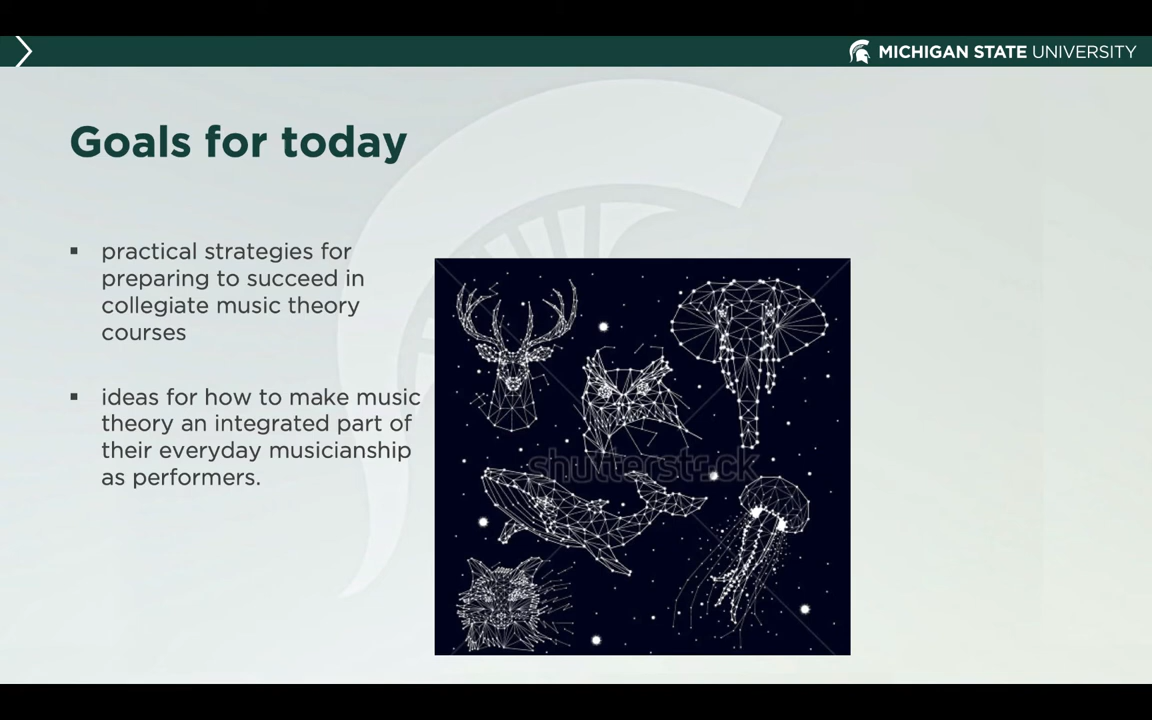 MICHIGAN STATE UNIVERSITY
Goals for today
▪ practical strategies for
preparing to succeed in
collegiate music theory
courses
▪ ideas for how to make music
theory an integrated part of
their everyday musicianship
as performers.
shutterstock